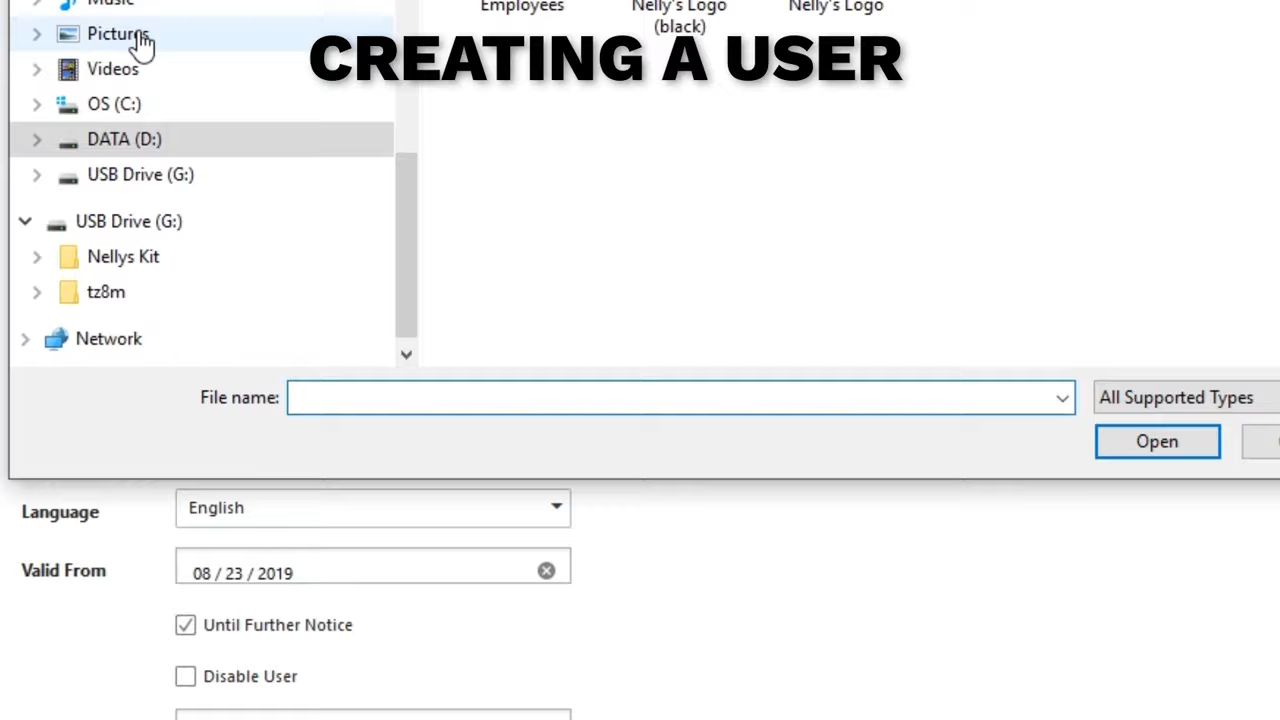 Music
Employees
Nelly's Logo
(black)
Nelly's Logo
Pictures
CREATING A USER
Videos
OS (C:)
DATA (D:)
USB Drive (G:)
USB Drive (G:)
Nellys Kit
tz8m
Network
File name:
All Supported Types
Open
Language
English
Valid From
08 / 23 / 2019
Until Further Notice
Disable User